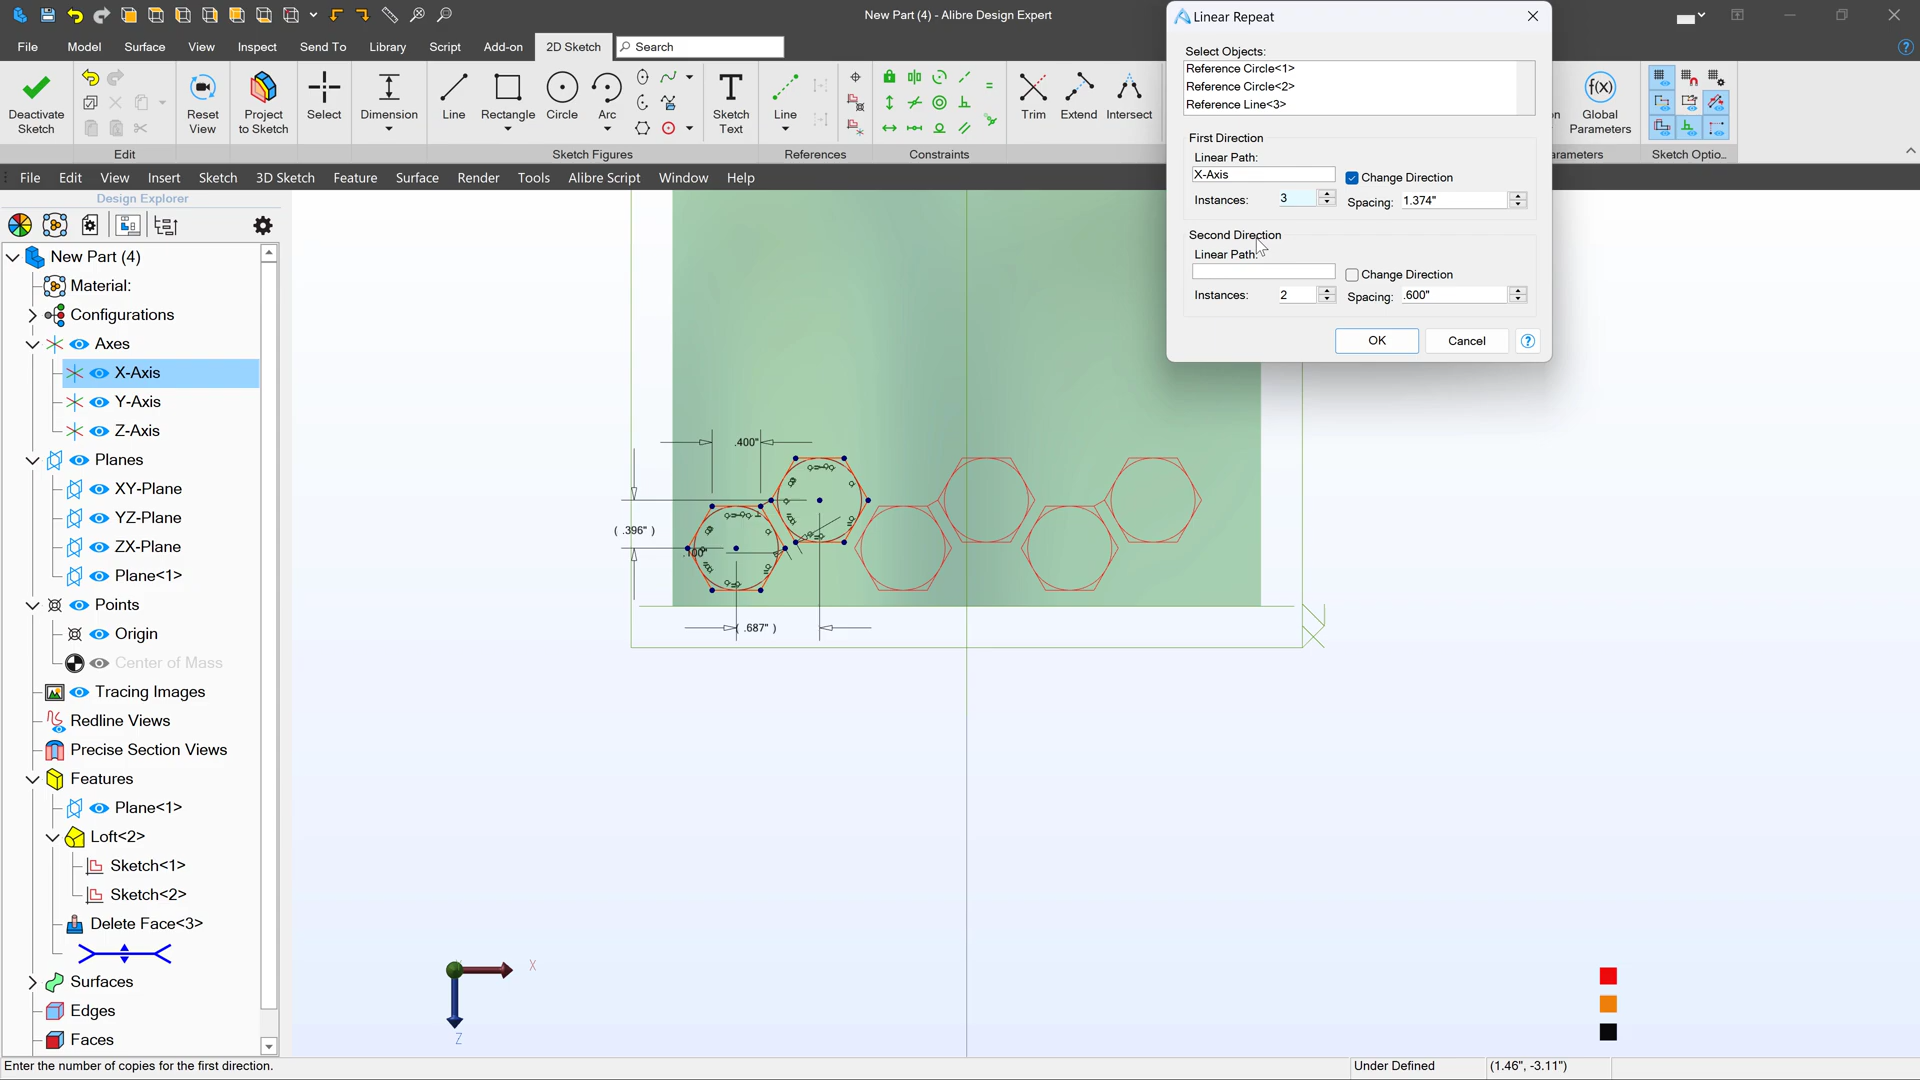 New Part (4) - Alibre Design Expert
File Model Surface View Inspect Send To Library Script Add-on 2D Sketch Search
Deactivate Sketch
Edit
Reset View
Project to Sketch
Select
Dimension
Line
Rectangle
Circle
Arc
Sketch Figures
Sketch Text
Line
References
Constraints
Trim
Extend
Intersect
Global Parameters
Sketch Optio...
File Edit View Insert Sketch 3D Sketch Feature Surface Render Tools Alibre Script Window Help
Design Explorer
New Part (4)
Material:
Configurations
Axes
X-Axis
Y-Axis
Z-Axis
Planes
XY-Plane
YZ-Plane
ZX-Plane
Plane<1>
Points
Origin
Center of Mass
Tracing Images
Redline Views
Precise Section Views
Features
Plane<1>
Loft<2>
Sketch<1>
Sketch<2>
Delete Face<3>
Surfaces
Edges
Faces
Linear Repeat
Select Objects:
Reference Circle<1>
Reference Circle<2>
Reference Line<3>
First Direction
Linear Path:
X-Axis
Change Direction
Instances: 3
Spacing: 1.374"
Second Direction
Linear Path:
Change Direction
Instances: 2
Spacing: .600"
OK
Cancel
.400"
( .396" )
.100"
( .687" )
X
Z
Enter the number of copies for the first direction.
Under Defined
(1.46", -3.11")